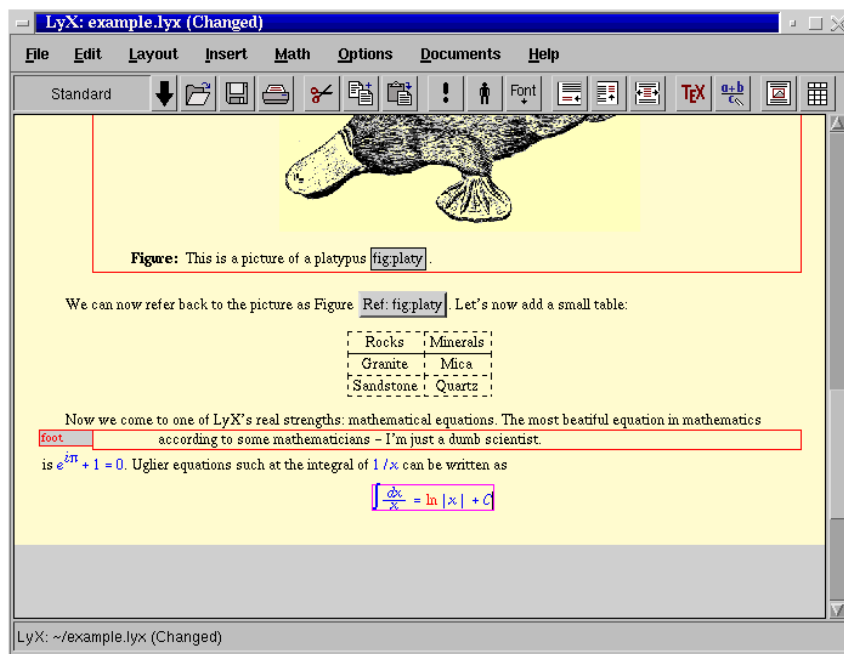 LyX: example.lyx (Changed)
File Edit Layout Insert Math Options Documents Help
Standard Font TEX a+b c
Figure: This is a picture of a platypus fig:platy .
We can now refer back to the picture as Figure Ref: fig:platy . Let's now add a small table:
Rocks Minerals
Granite Mica
Sandstone Quartz
Now we come to one of LyX's real strengths: mathematical equations. The most beatiful equation in mathematics
foot according to some mathematicians – I'm just a dumb scientist.
is e^{iπ} + 1 = 0. Uglier equations such at the integral of 1/x can be written as
∫ dx/x = ln |x| + C
LyX: ~/example.lyx (Changed)